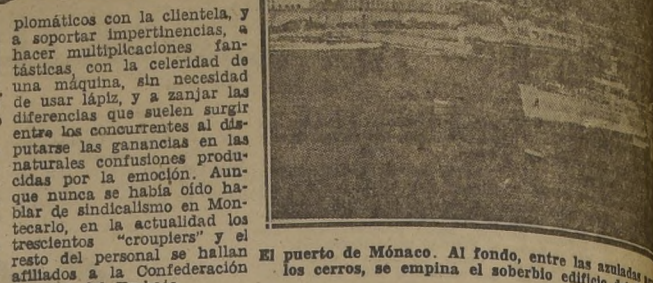 plomáticos con la clientela, y
a soportar impertinencias, a
hacer multiplicaciones fan-
tásticas, con la celeridad de
una máquina, sin necesidad
de usar lápiz, y a zanjar las
diferencias que suelen surgir
entre los concurrentes al dis-
putarse las ganancias en las
naturales confusiones produ-
cidas por la emoción. Aun-
que nunca se había oído ha-
blar de sindicalismo en Mon-
tecarlo, en la actualidad los
trescientos "croupiers" y el
resto del personal se hallan
afiliados a la Confederación
El puerto de Mónaco. Al fondo, entre las azuladas
los cerros, se empina el soberbio edificio